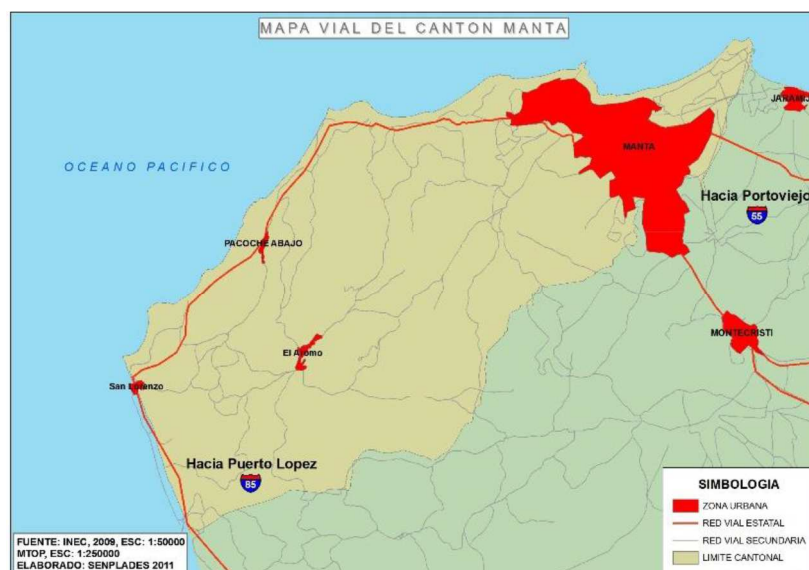 MAPA VIAL DEL CANTON MANTA
OCEANO PACIFICO
MANTA
Hacia Portoviejo
55
PACOCHE ABAJO
MONTECRISTI
San Lorenzo
Hacia Puerto Lopez
85
SIMBOLOGIA
ZONA URBANA
RED VIAL ESTATAL
RED VIAL SECUNDARIA
LIMITE CANTONAL
FUENTE: INEC, 2009, ESC: 1:50000
MTOP, ESC: 1:250000
ELABORADO: SENPLADES 2011